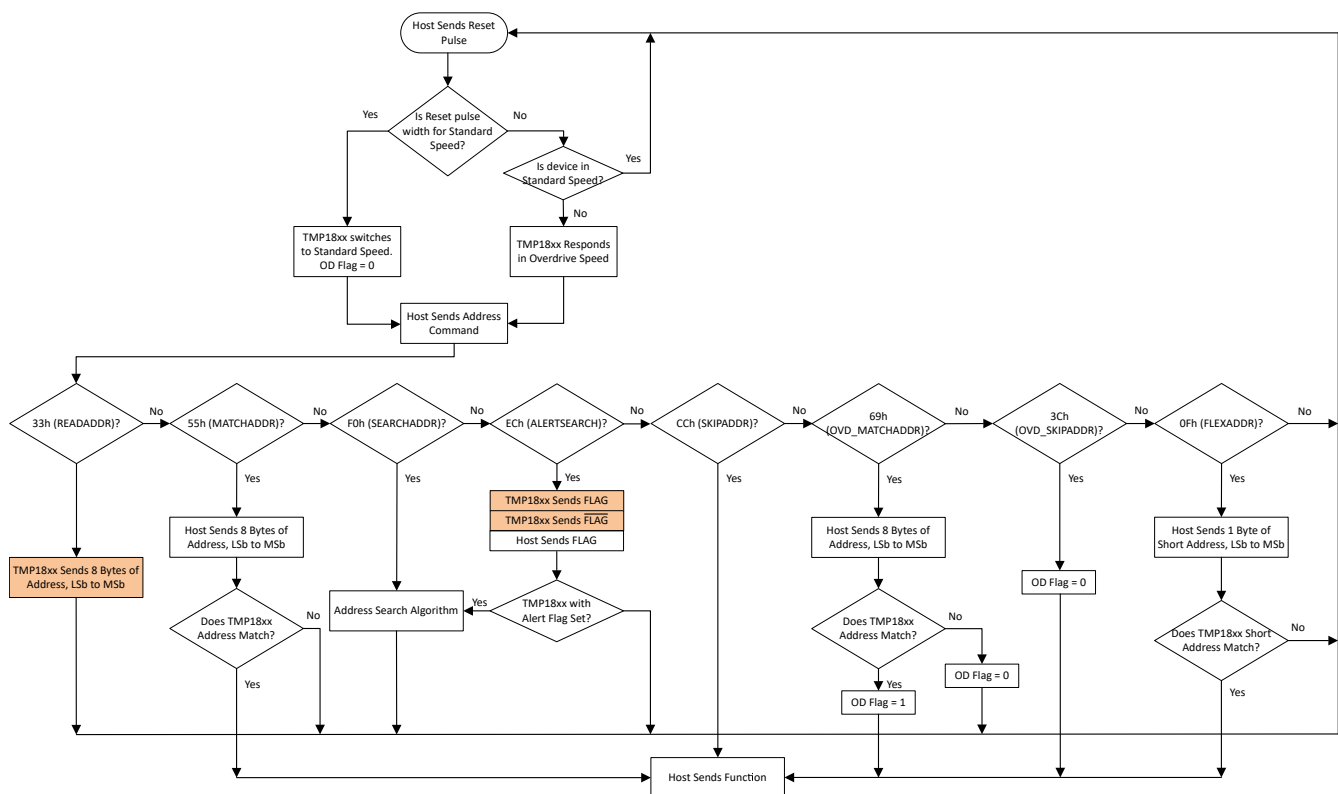 Host Sends Reset
Pulse
Yes
Is Reset pulse
width for Standard
Speed?
No
Is device in
Standard Speed?
Yes
No
TMP18xx switches
to Standard Speed.
OD Flag = 0
TMP18xx Responds
in Overdrive Speed
Host Sends Address
Command
33h (READADDR)?
No
55h (MATCHADDR)?
No
F0h (SEARCHADDR)?
No
ECh (ALERTSEARCH)?
No
CCh (SKIPADDR)?
No
69h
(OVD_MATCHADDR)?
No
3Ch
(OVD_SKIPADDR)?
No
0Fh (FLEXADDR)?
No
Yes
Yes
Yes
Yes
Yes
Yes
Yes
Yes
TMP18xx Sends 8 Bytes of
Address, LSb to MSb
Host Sends 8 Bytes of
Address, LSb to MSb
Does TMP18xx
Address Match?
No
Yes
Address Search Algorithm
TMP18xx Sends FLAG
TMP18xx Sends F̅L̅A̅G̅
Host Sends FLAG
Yes
TMP18xx with
Alert Flag Set?
Host Sends 8 Bytes of
Address, LSb to MSb
Does TMP18xx
Address Match?
No
Yes
OD Flag = 1
OD Flag = 0
OD Flag = 0
Host Sends 1 Byte of
Short Address, LSb to MSb
Does TMP18xx Short
Address Match?
No
Yes
Host Sends Function